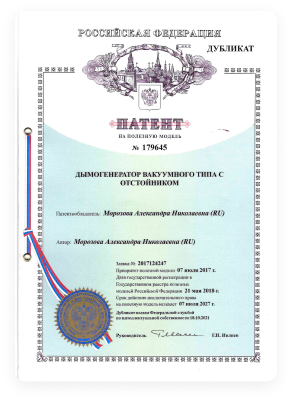 РОССИЙСКАЯ ФЕДЕРАЦИЯ
ДУБЛИКАТ
ПАТЕНТ
НА ПОЛЕЗНУЮ МОДЕЛЬ
№ 179645
ДЫМОГЕНЕРАТОР ВАКУУМНОГО ТИПА С
ОТСТОЙНИКОМ
Патентообладатель: Морозова Александра Николаевна (RU)
Автор: Морозова Александра Николаевна (RU)
Заявка № 2017124247
Приоритет полезной модели 07 июля 2017 г.
Дата государственной регистрации в
Государственном реестре полезных
моделей Российской Федерации 21 мая 2018 г.
Срок действия исключительного права
на полезную модель истекает 07 июля 2027 г.
Дубликат выдан Федеральной службой
по интеллектуальной собственности 18.10.2021
Руководитель
Г.П. Ивлиев